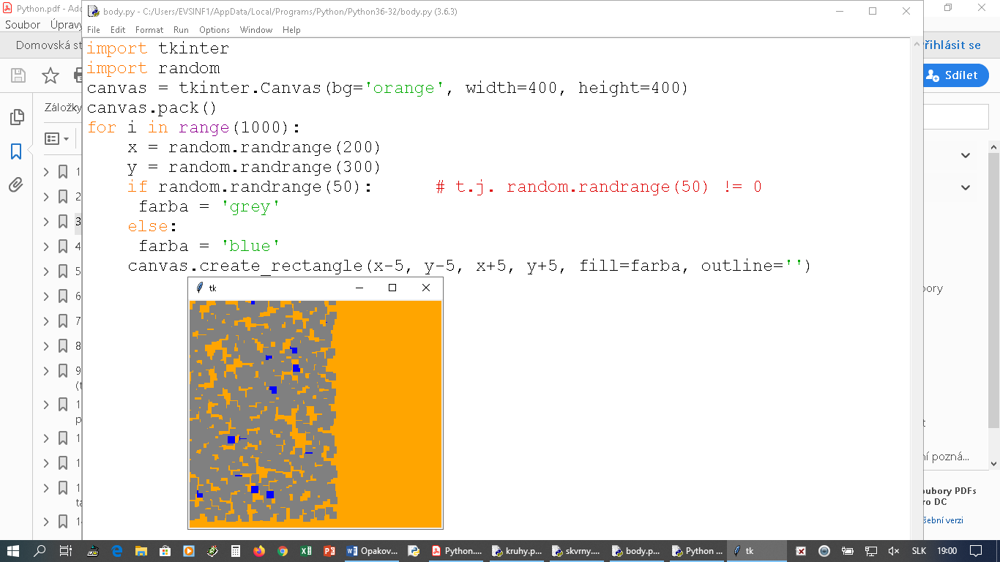 Python.pdf - Ado
Soubor Úpravy
Domovská st
Přihlásit se
Sdílet
Záložky
1
2
3
4
5
6
7
8
9
(t
1
p
1
1
1
ta
1
body.py - C:/Users/EVSINF1/AppData/Local/Programs/Python/Python36-32/body.py (3.6.3)
File Edit Format Run Options Window Help
import tkinter
import random
canvas = tkinter.Canvas(bg='orange', width=400, height=400)
canvas.pack()
for i in range(1000):
    x = random.randrange(200)
    y = random.randrange(300)
    if random.randrange(50):      # t.j. random.randrange(50) != 0
     farba = 'grey'
    else:
     farba = 'blue'
    canvas.create_rectangle(x-5, y-5, x+5, y+5, fill=farba, outline='')
tk
bory
t
ní pozná...
oubory PDFs
ro DC
šební verzi
Opakov...
Python....
kruhy.p...
skvrny....
body.p...
Python ...
tk
SLK
19:00